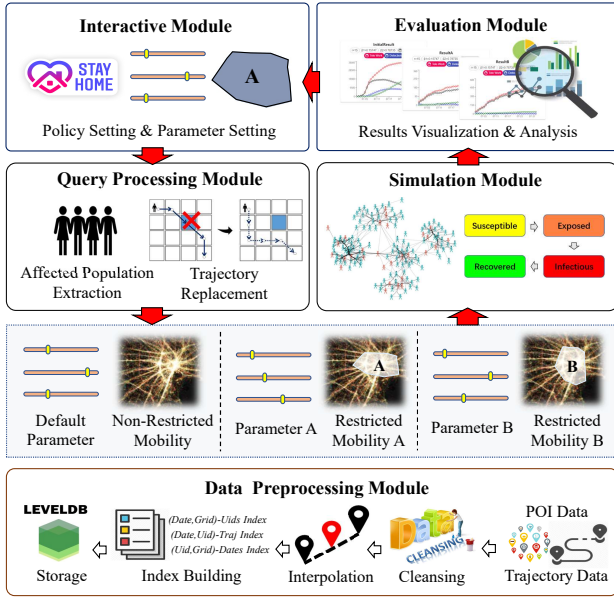 Interactive Module
STAY
HOME
A
Policy Setting & Parameter Setting
Evaluation Module
InitialResult
ResultA
ResultB
Results Visualization & Analysis
Query Processing Module
Affected Population
Extraction
Trajectory
Replacement
Simulation Module
Susceptible
Exposed
Recovered
Infectious
Default
Parameter
Non-Restricted
Mobility
Parameter A
A
Restricted
Mobility A
Parameter B
B
Restricted
Mobility B
Data Preprocessing Module
LEVELDB
Storage
(Date,Grid)-Uids Index
(Date,Uid)-Traj Index
(Uid,Grid)-Dates Index
Index Building
Interpolation
Data
CLEANSING
Cleansing
POI Data
Trajectory Data